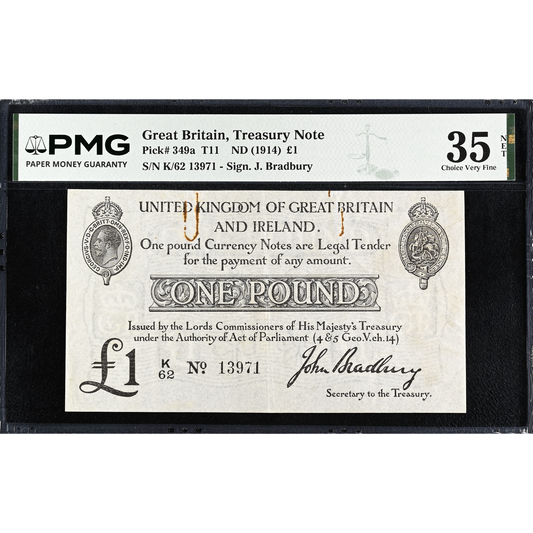 PMG
PAPER MONEY GUARANTY
Great Britain, Treasury Note
Pick# 349a T11 ND (1914) £1
S/N K/62 13971 - Sign. J. Bradbury
35
Choice Very Fine
NET
UNITED KINGDOM OF GREAT BRITAIN
AND IRELAND.
One pound Currency Notes are Legal Tender
for the payment of any amount.
ONE POUND
Issued by the Lords Commissioners of His Majesty's Treasury
under the Authority of Act of Parliament (4 & 5 Geo.V.ch.14)
£1
K
62
No 13971
John Bradbury
Secretary to the Treasury.